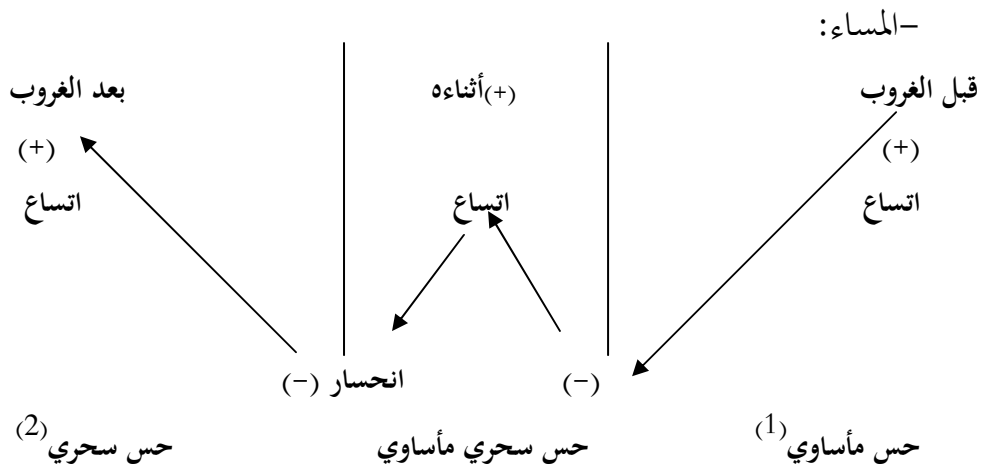 –المساء:
قبل الغروب (+)أثناءه بعد الغروب
(+) (+)
اتساع اتساع اتساع
(−) انحسار (−)
حس مأساوي(1) حس سحري مأساوي حس سحري(2)